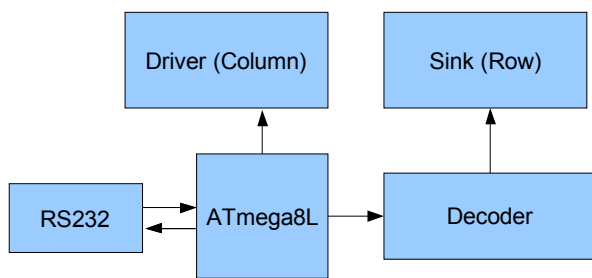 Driver (Column)
Sink (Row)
RS232
ATmega8L
Decoder